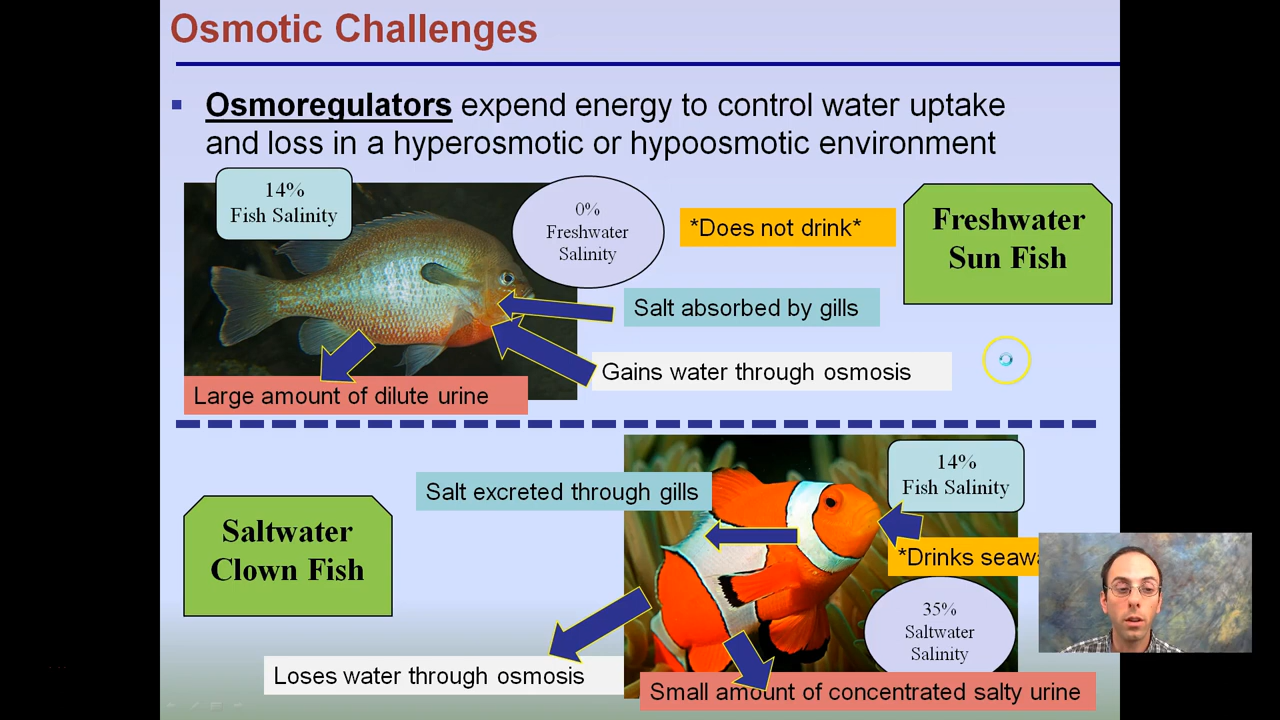 Osmotic Challenges
Osmoregulators expend energy to control water uptake
and loss in a hyperosmotic or hypoosmotic environment
14%
Fish Salinity
0%
Freshwater
Salinity
*Does not drink*
Freshwater
Sun Fish
Salt absorbed by gills
Gains water through osmosis
Large amount of dilute urine
Salt excreted through gills
14%
Fish Salinity
Saltwater
Clown Fish
*Drinks seaw
35%
Saltwater
Salinity
Loses water through osmosis
Small amount of concentrated salty urine